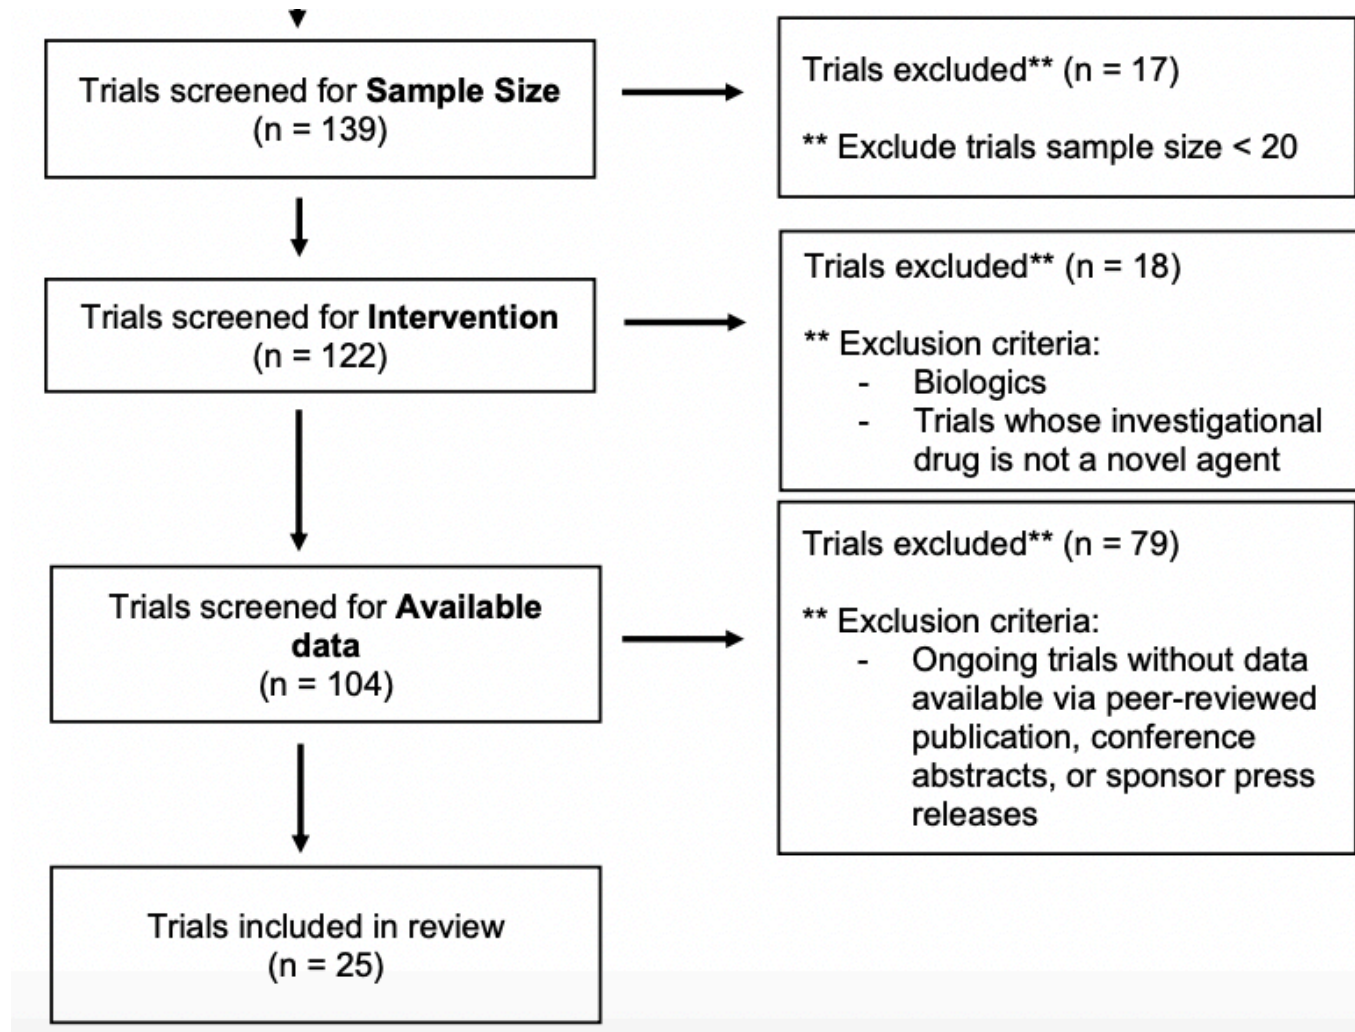 Trials screened for Sample Size
(n = 139)
Trials excluded** (n = 17)
** Exclude trials sample size < 20
Trials screened for Intervention
(n = 122)
Trials excluded** (n = 18)
** Exclusion criteria:
- Biologics
- Trials whose investigational
drug is not a novel agent
Trials screened for Available
data
(n = 104)
Trials excluded** (n = 79)
** Exclusion criteria:
- Ongoing trials without data
available via peer-reviewed
publication, conference
abstracts, or sponsor press
releases
Trials included in review
(n = 25)